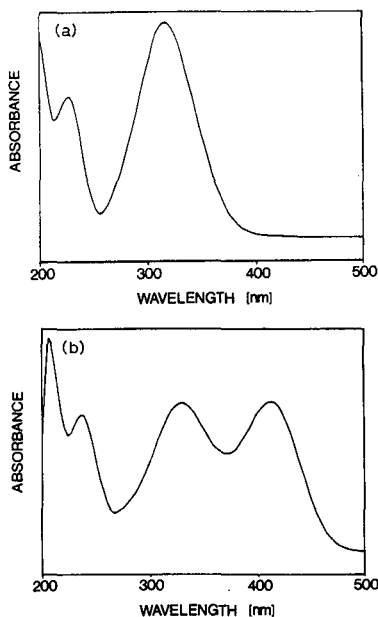 (a)
ABSORBANCE
200 300 400 500
WAVELENGTH [nm]
(b)
ABSORBANCE
200 300 400 500
WAVELENGTH [nm]